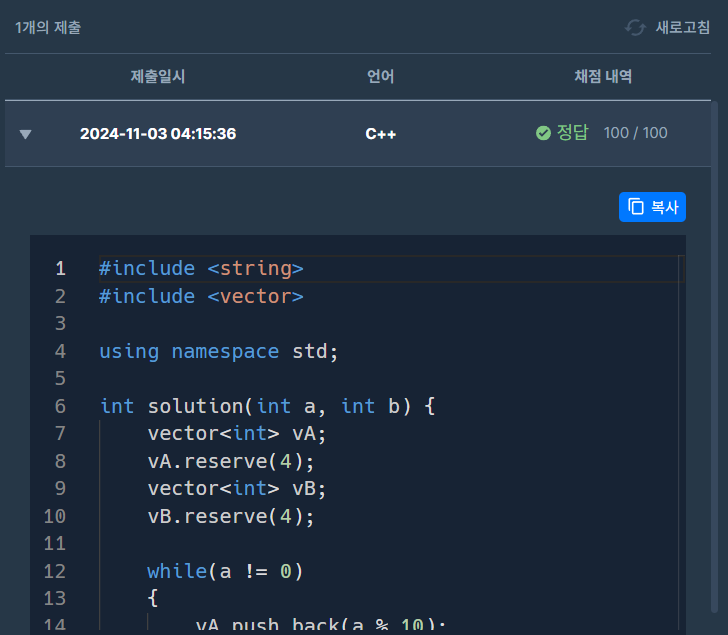 1개의 제출
새로고침
제출일시 언어 채점 내역
2024-11-03 04:15:36 C++ 정답 100 / 100
복사
1 #include <string>
2 #include <vector>
3
4 using namespace std;
5
6 int solution(int a, int b) {
7     vector<int> vA;
8     vA.reserve(4);
9     vector<int> vB;
10     vB.reserve(4);
11
12     while(a != 0)
13     {
14         vA.push_back(a % 10);